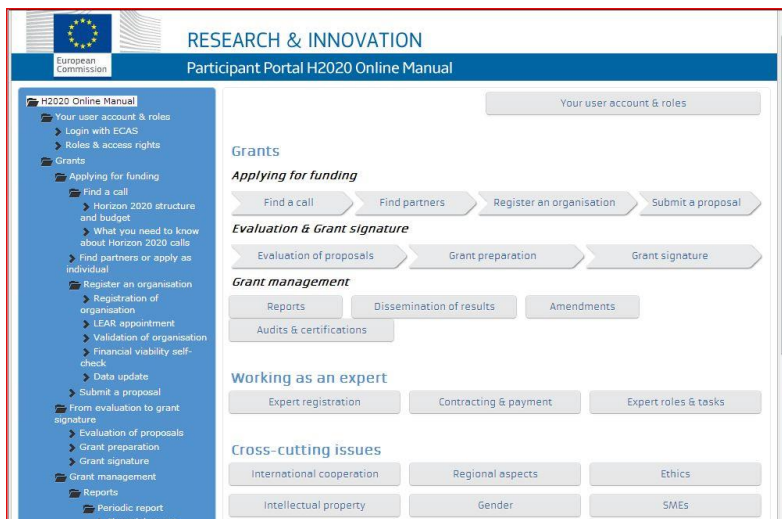 European
Commission
RESEARCH & INNOVATION
Participant Portal H2020 Online Manual
H2020 Online Manual
Your user account & roles
Login with ECAS
Roles & access rights
Grants
Applying for funding
Find a call
Horizon 2020 structure
and budget
What you need to know
about Horizon 2020 calls
Find partners or apply as
individual
Register an organisation
Registration of
organisation
LEAR appointment
Validation of organisation
Financial viability self-
check
Data update
Submit a proposal
From evaluation to grant
signature
Evaluation of proposals
Grant preparation
Grant signature
Grant management
Reports
Periodic report
Your user account & roles
Grants
Applying for funding
Find a call Find partners Register an organisation Submit a proposal
Evaluation & Grant signature
Evaluation of proposals Grant preparation Grant signature
Grant management
Reports Dissemination of results Amendments
Audits & certifications
Working as an expert
Expert registration Contracting & payment Expert roles & tasks
Cross-cutting issues
International cooperation Regional aspects Ethics
Intellectual property Gender SMEs